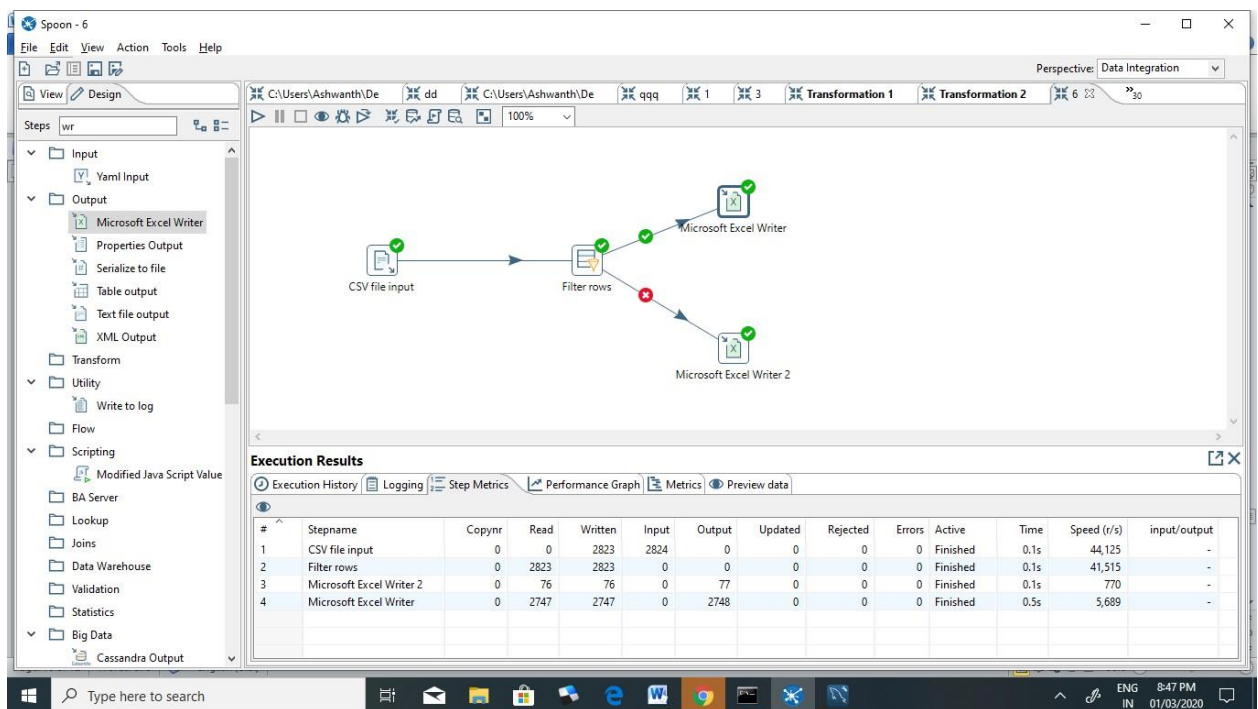 Spoon - 6
File Edit View Action Tools Help
Perspective: Data Integration
View Design
C:\Users\Ashwanth\De dd C:\Users\Ashwanth\De qqq 1 3 Transformation 1 Transformation 2 6 »30
Steps wr
100%
Input
Yaml Input
Output
Microsoft Excel Writer
Properties Output
Serialize to file
Table output
Text file output
XML Output
Transform
Utility
Write to log
Flow
Scripting
Modified Java Script Value
BA Server
Lookup
Joins
Data Warehouse
Validation
Statistics
Big Data
Cassandra Output
Microsoft Excel Writer
CSV file input
Filter rows
Microsoft Excel Writer 2
Execution Results
Execution History Logging Step Metrics Performance Graph Metrics Preview data
# Stepname Copynr Read Written Input Output Updated Rejected Errors Active Time Speed (r/s) input/output
1 CSV file input 0 0 2823 2824 0 0 0 0 Finished 0.1s 44,125 -
2 Filter rows 0 2823 2823 0 0 0 0 0 Finished 0.1s 41,515 -
3 Microsoft Excel Writer 2 0 76 76 0 77 0 0 0 Finished 0.1s 770 -
4 Microsoft Excel Writer 0 2747 2747 0 2748 0 0 0 Finished 0.5s 5,689 -
Type here to search
ENG 8:47 PM
IN 01/03/2020